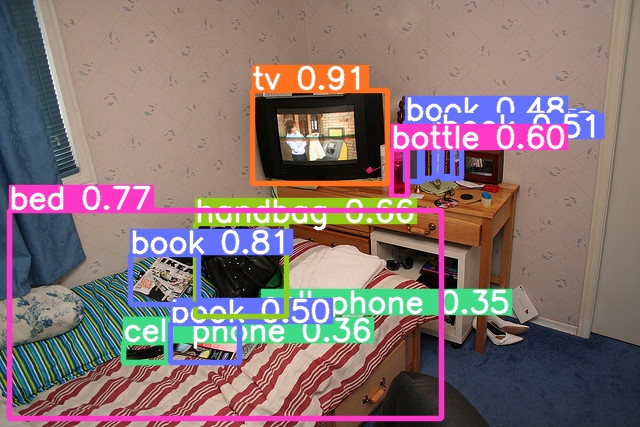 tv 0.91
book 0.48
book 0.51
bottle 0.60
bed 0.77
handbag 0.66
book 0.81
cell phone 0.35
book 0.50
cell phone 0.36